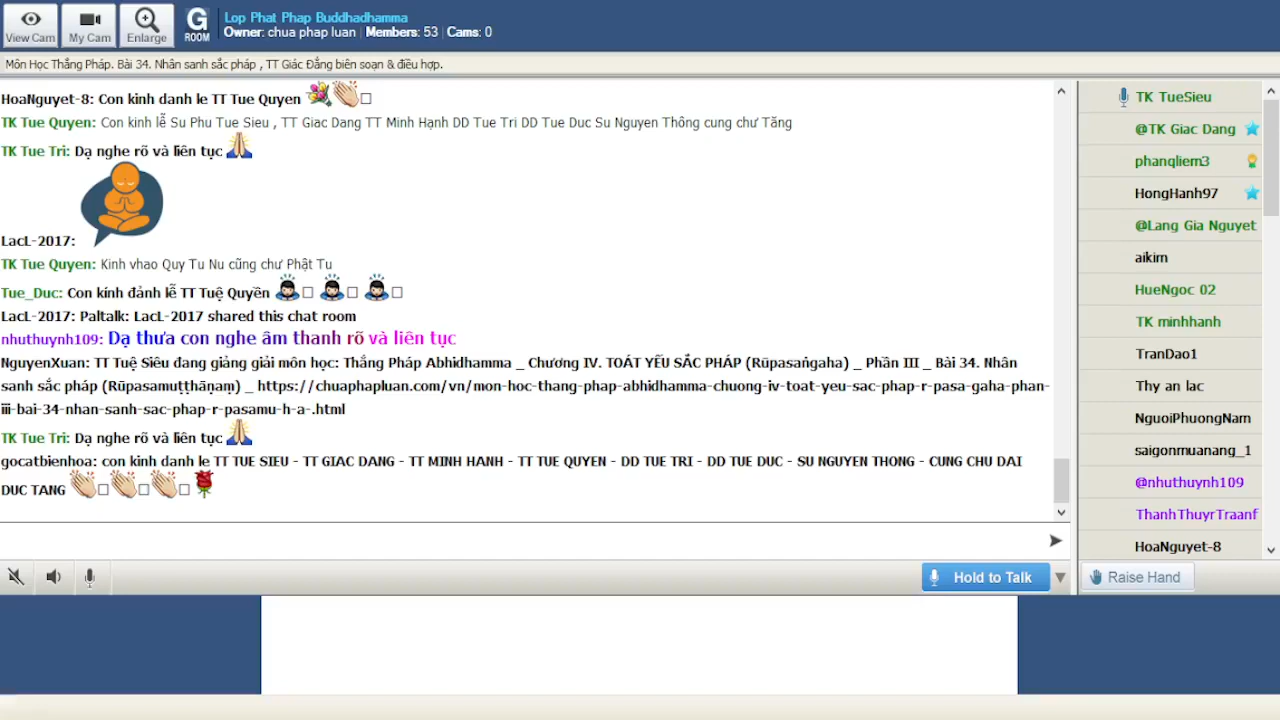 View Cam
My Cam
Enlarge
G
ROOM
Lop Phat Phap Buddhadhamma
Owner: chua phap luan | Members: 53 | Cams: 0
Môn Học Thắng Pháp. Bài 34. Nhân sanh sắc pháp , TT Giác Đẳng biên soạn & điều hợp.
HoaNguyet-8: Con kinh danh le TT Tue Quyen
TK Tue Quyen: Con kinh lễ Su Phu Tue Sieu , TT Giac Dang TT Minh Hạnh DD Tue Tri DD Tue Duc Su Nguyen Thông cung chư Tăng
TK Tue Tri: Dạ nghe rõ và liên tục
LacL-2017:
TK Tue Quyen: Kinh vhao Quy Tu Nu cũng chư Phật Tu
Tue_Duc: Con kính đảnh lễ TT Tuệ Quyền
LacL-2017: Paltalk: LacL-2017 shared this chat room
nhuthuynh109: Dạ thưa con nghe âm thanh rõ và liên tục
NguyenXuan: TT Tuệ Siêu đang giảng giải môn học: Thắng Pháp Abhidhamma _ Chương IV. TOÁT YẾU SẮC PHÁP (Rūpasaṅgaha) _ Phần III _ Bài 34. Nhân
sanh sắc pháp (Rūpasamuṭṭhāṇaṃ) _ https://chuaphapluan.com/vn/mon-hoc-thang-phap-abhidhamma-chuong-iv-toat-yeu-sac-phap-r-pasa-gaha-phan-
iii-bai-34-nhan-sanh-sac-phap-r-pasamu-h-a-.html
TK Tue Tri: Dạ nghe rõ và liên tục
gocatbienhoa: con kinh danh le TT TUE SIEU - TT GIAC DANG - TT MINH HANH - TT TUE QUYEN - DD TUE TRI - DD TUE DUC - SU NGUYEN THONG - CUNG CHU DAI
DUC TANG
Hold to Talk
TK TueSieu
@TK Giac Dang
phanqliem3
HongHanh97
@Lang Gia Nguyet
aikim
HueNgoc 02
TK minhhanh
TranDao1
Thy an lac
NguoiPhuongNam
saigonmuanang_1
@nhuthuynh109
ThanhThuyrTraanf
HoaNguyet-8
Raise Hand